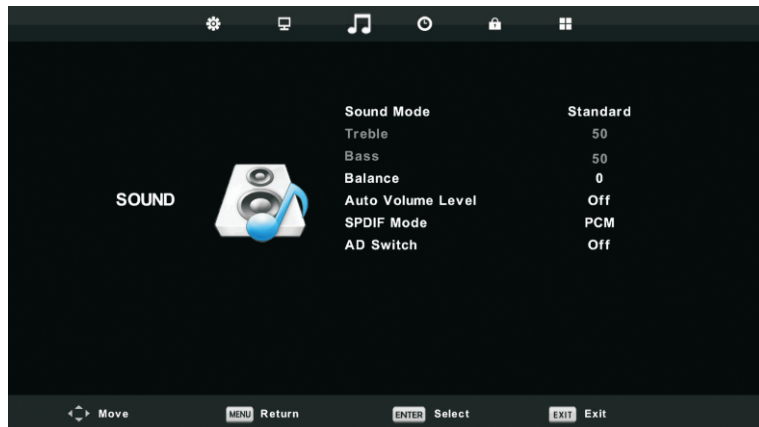 Sound Mode Standard
Treble 50
Bass 50
Balance 0
SOUND
Auto Volume Level Off
SPDIF Mode PCM
AD Switch Off
Move MENU Return ENTER Select EXIT Exit